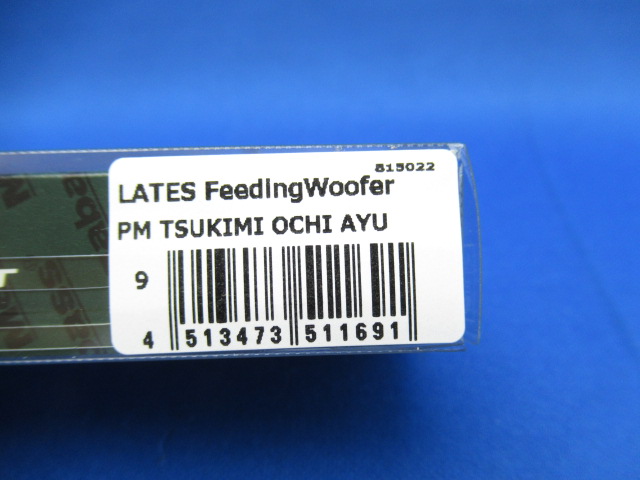 815022
LATES FeedingWoofer
PM TSUKIMI OCHI AYU
9
4 513473 511691